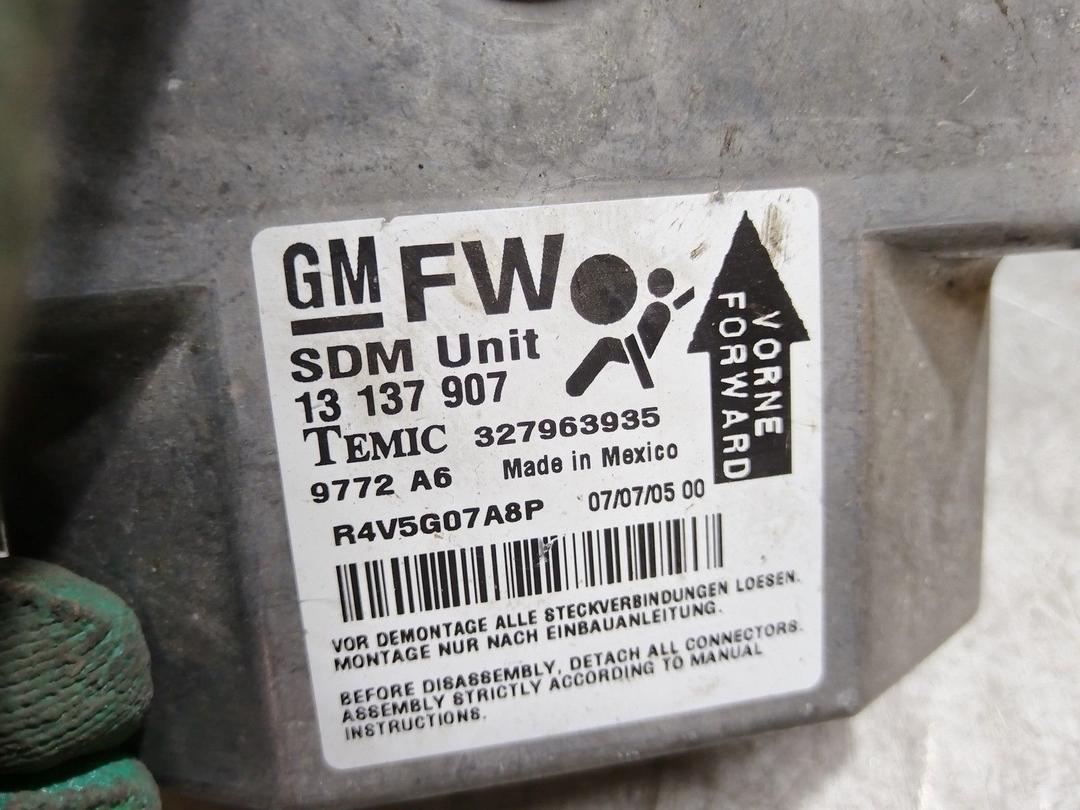 GM FW
SDM Unit
13 137 907
TEMIC 327963935
9772 A6 Made in Mexico
R4V5G07A8P 07/07/05 00
VORNE
FORWARD
VOR DEMONTAGE ALLE STECKVERBINDUNGEN LOESEN.
MONTAGE NUR NACH EINBAUANLEITUNG.
BEFORE DISASSEMBLY, DETACH ALL CONNECTORS.
ASSEMBLY STRICTLY ACCORDING TO MANUAL
INSTRUCTIONS.